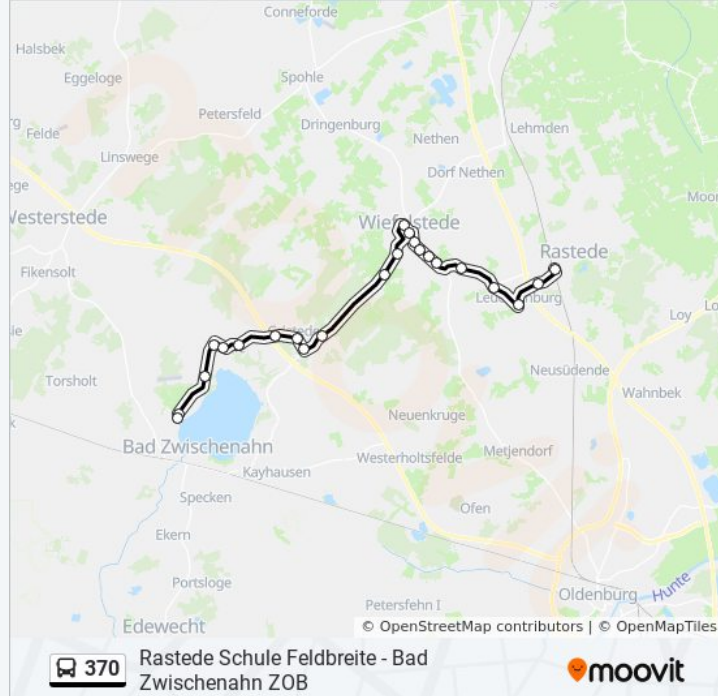 Conneforde
Halsbek
Eggeloge
Spohle
Petersfeld
Felde
Dringenburg
Lehmden
Nethen
Linswege
Dorf Nethen
Westerstede
Wiefelstede
Rastede
Fikensolt
Loy
Torsholt
Neusüdende
Wahnbek
Neuenkruge
Bad Zwischenahn
Westerholtsfelde
Metjendorf
Kayhausen
Specken
Ofen
Ekern
Portsloge
Hunte
Oldenburg
Petersfehn I
Edewecht
© OpenStreetMap contributors | © OpenMapTiles
370
Rastede Schule Feldbreite - Bad
Zwischenahn ZOB
moovit